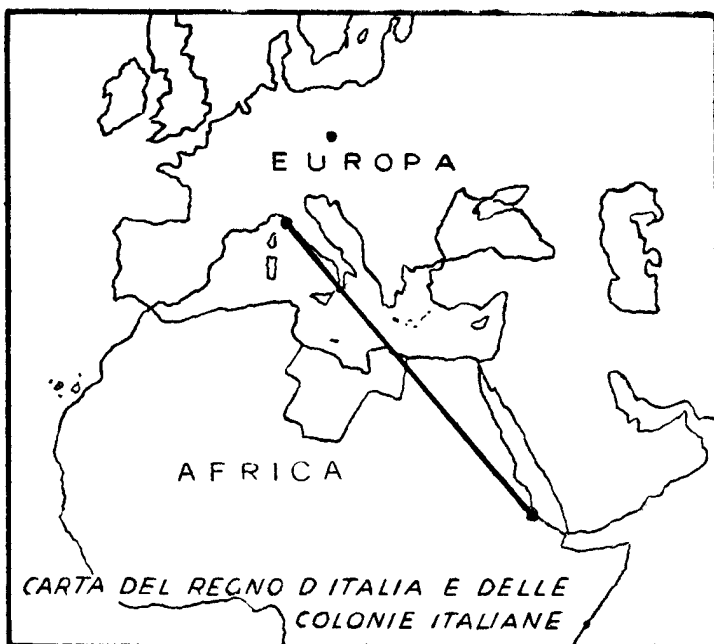 EUROPA
AFRICA
CARTA DEL REGNO D ITALIA E DELLE
COLONIE ITALIANE